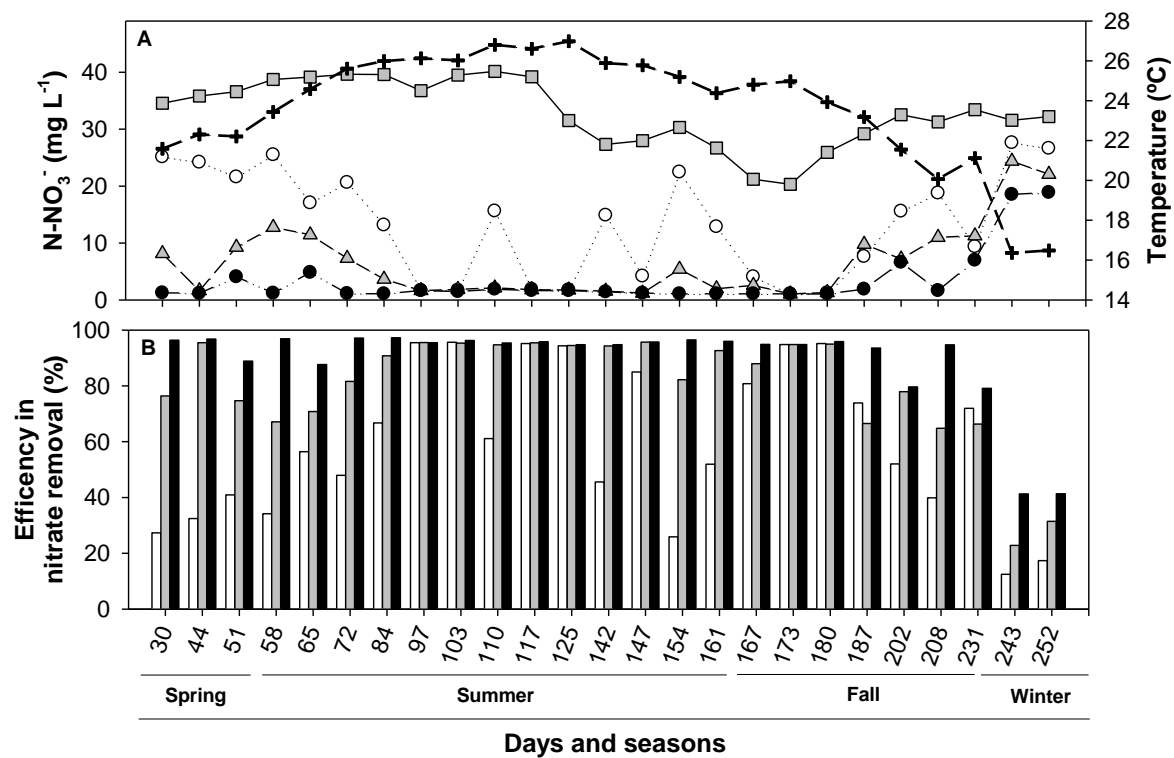 A
N-NO₃⁻ (mg L⁻¹)
40
30
20
10
0
28
26
24
22
20
18
16
14
Temperature (ºC)
B
Efficency in
nitrate removal (%)
100
80
60
40
20
0
30 44 51 58 65 72 84 97 103 110 117 125 142 147 154 161 167 173 180 187 202 208 231 243 252
Spring Summer Fall Winter
Days and seasons